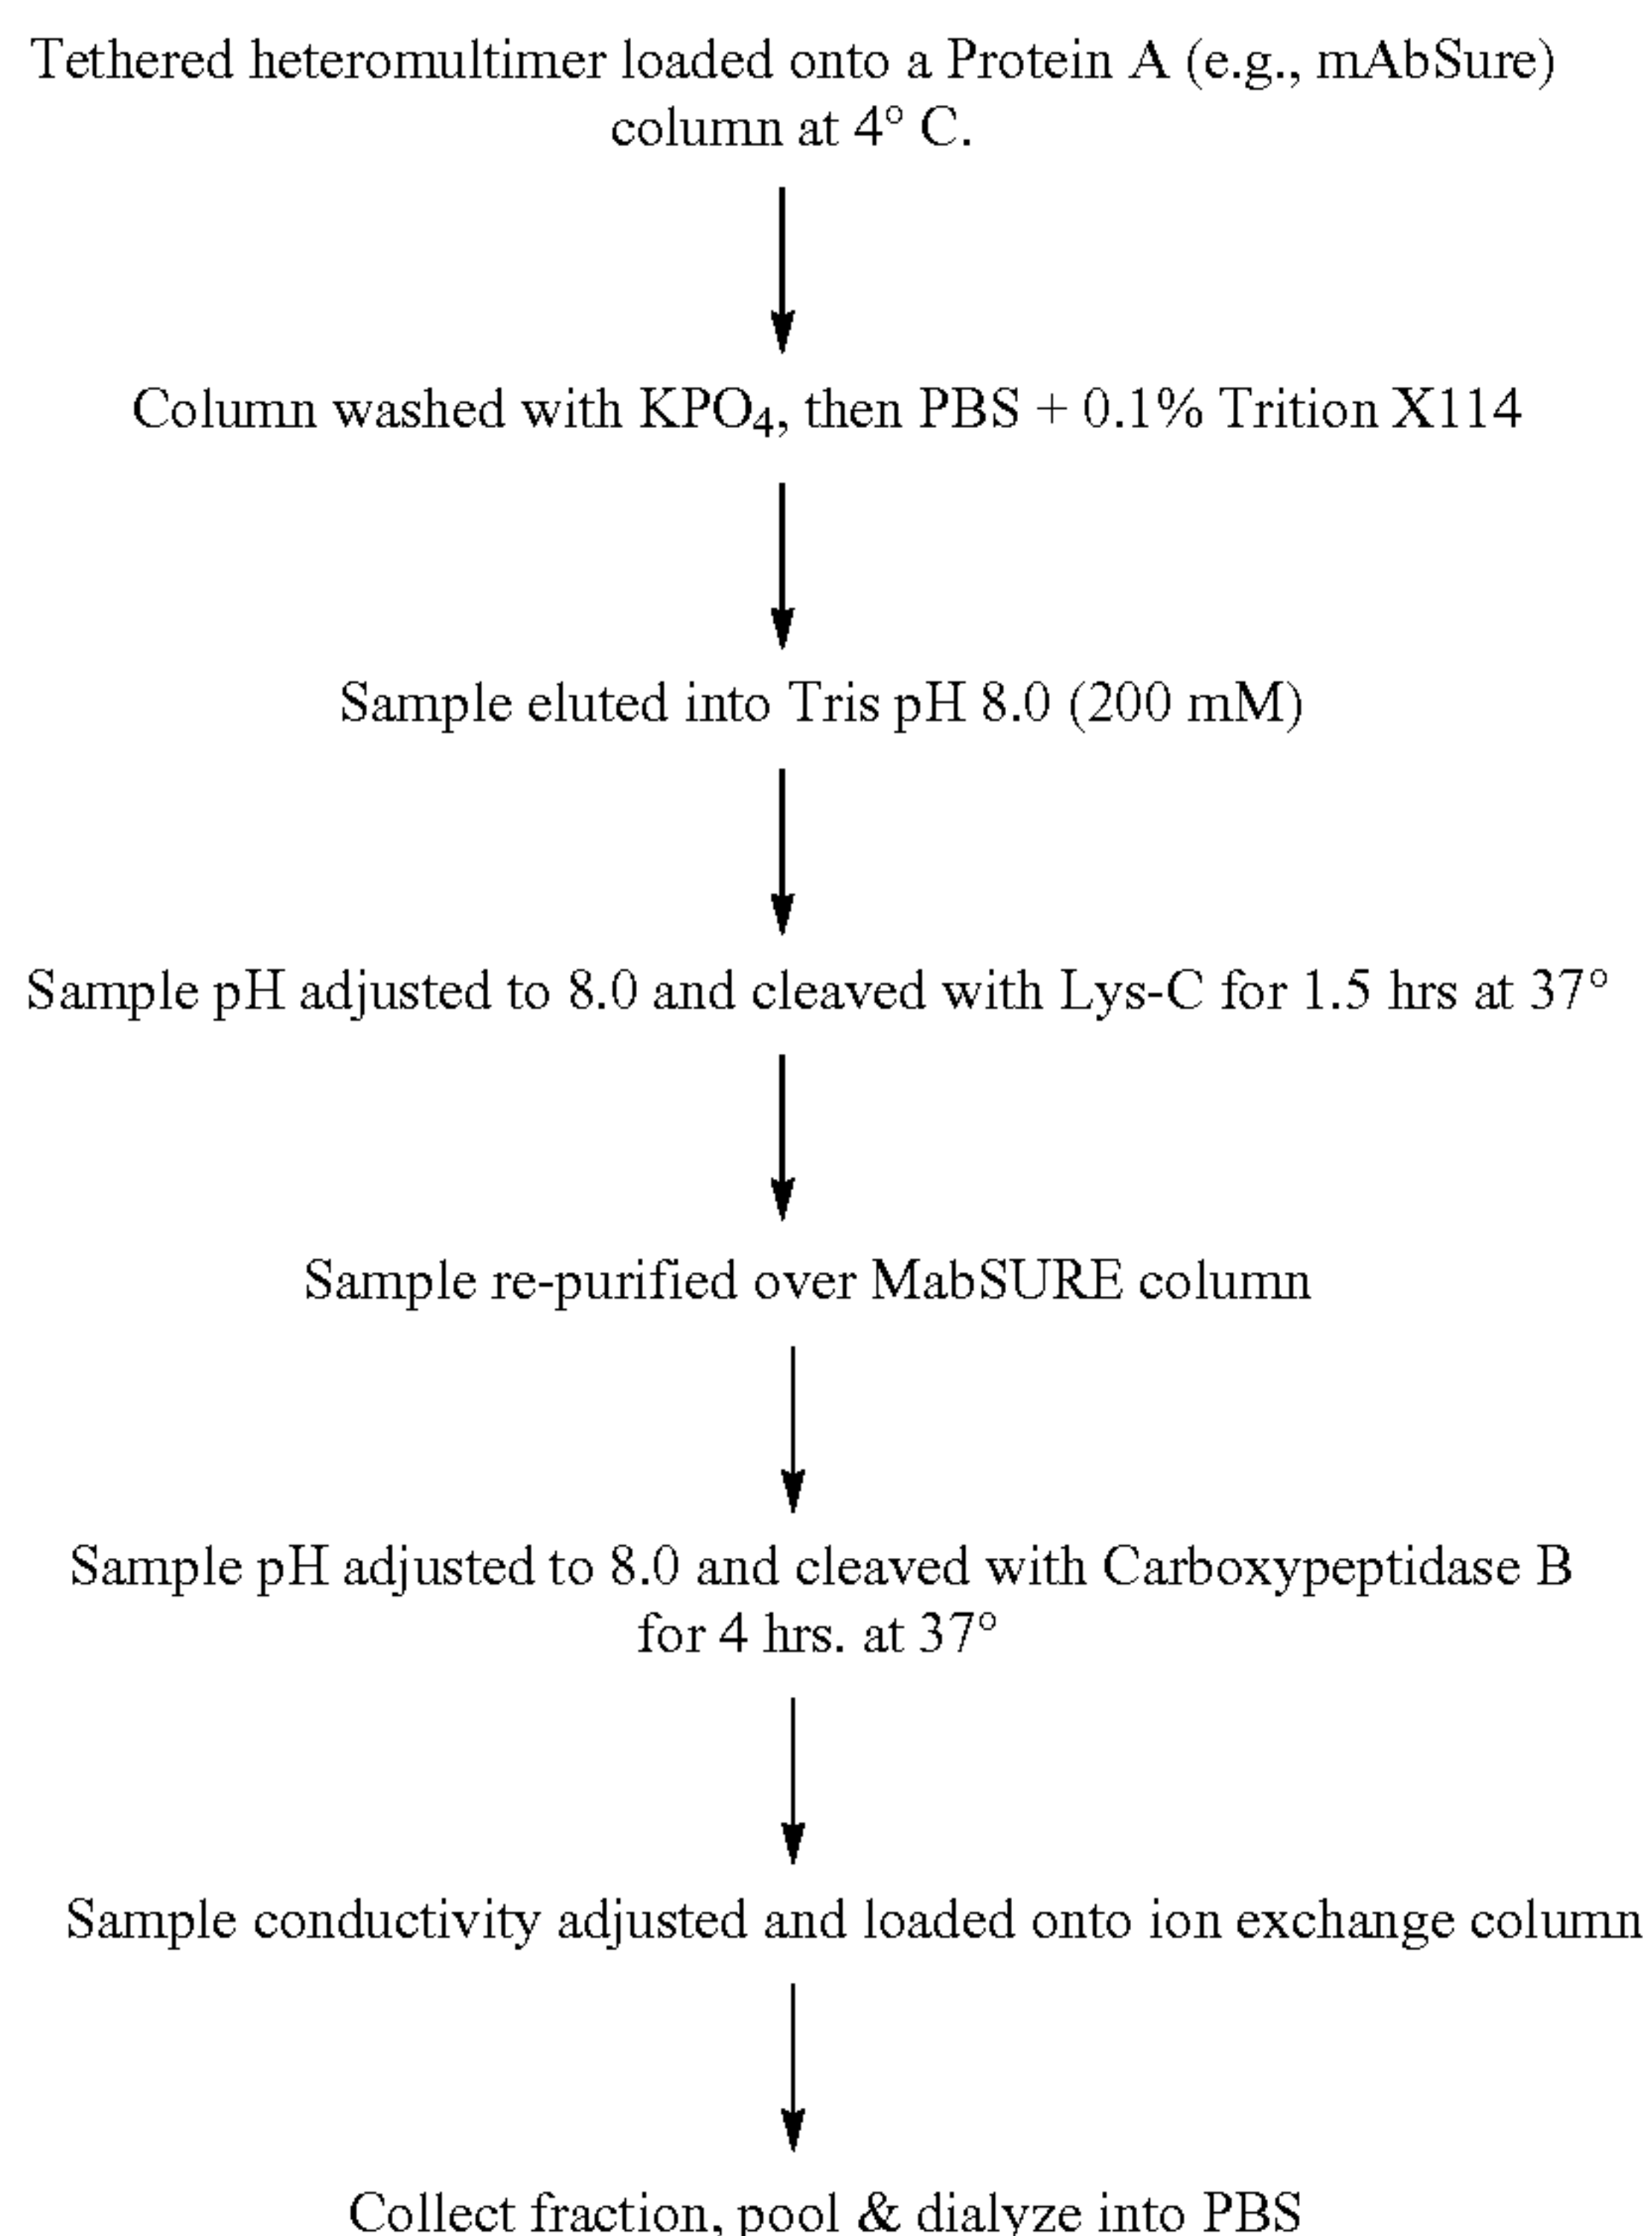 Tethered heteromultimer loaded onto a Protein A (e.g., mAbSure)
column at 4° C.
Column washed with KPO₄, then PBS + 0.1% Trition X114
Sample eluted into Tris pH 8.0 (200 mM)
Sample pH adjusted to 8.0 and cleaved with Lys-C for 1.5 hrs at 37°
Sample re-purified over MabSURE column
Sample pH adjusted to 8.0 and cleaved with Carboxypeptidase B
for 4 hrs. at 37°
Sample conductivity adjusted and loaded onto ion exchange column
Collect fraction, pool & dialyze into PBS